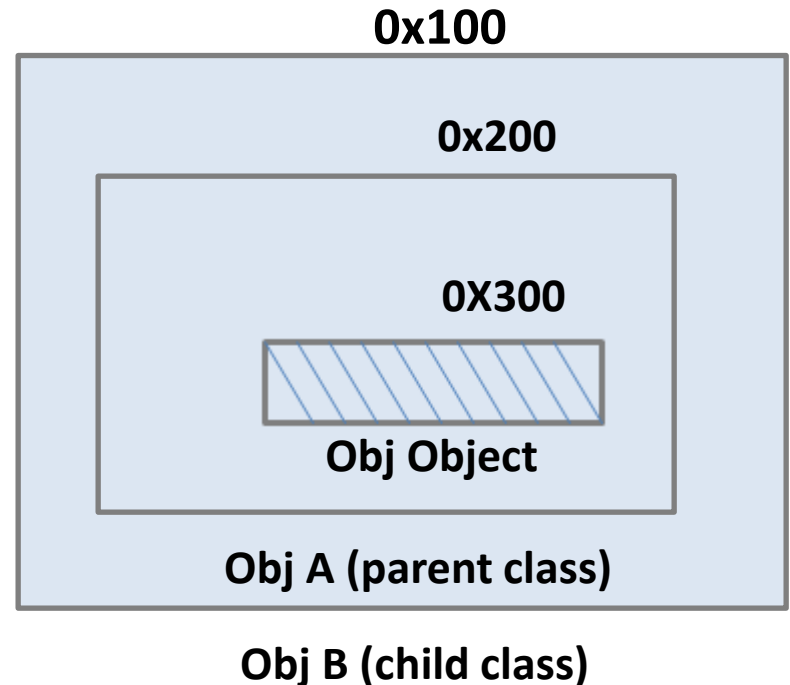 0x100
0x200
0X300
Obj Object
Obj A (parent class)
Obj B (child class)